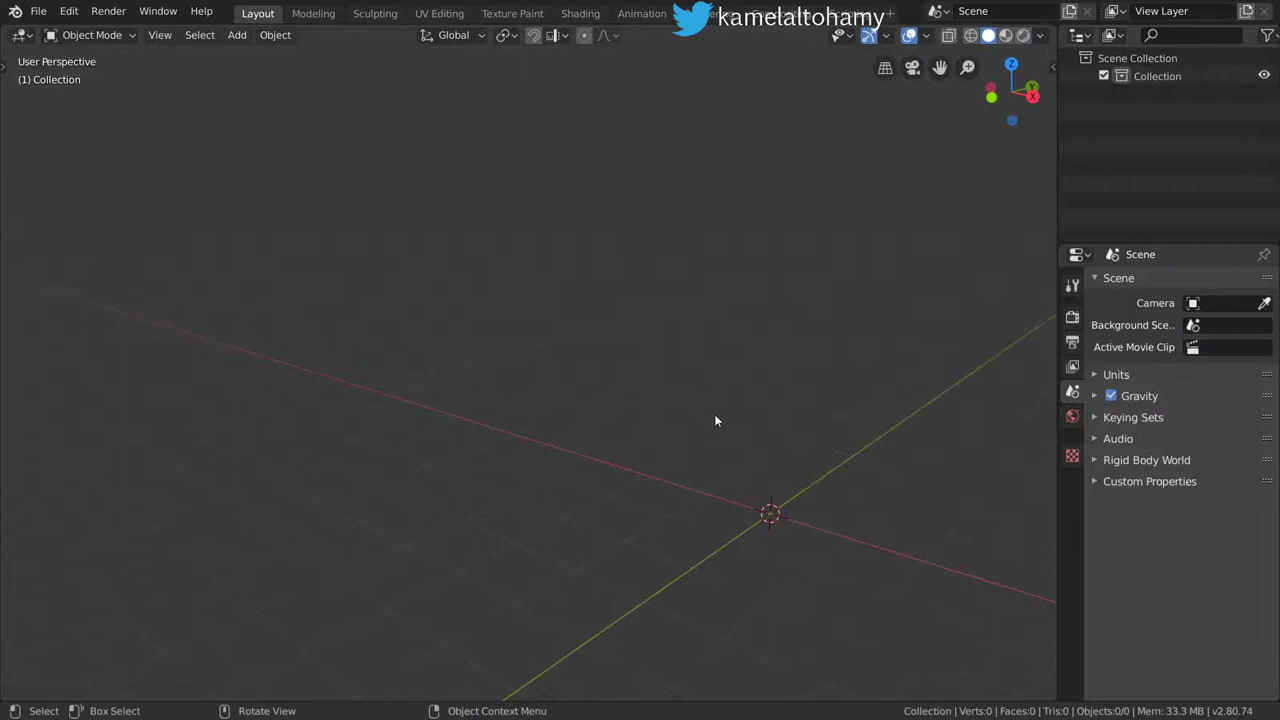 kamelaltohamy
File Edit Render Window Help Layout Modeling Sculpting UV Editing Texture Paint Shading Animation Scene View Layer
Object Mode View Select Add Object Global
User Perspective
(1) Collection
Z
Y
X
Scene Collection
Collection
Scene
Scene
Camera
Background Sce..
Active Movie Clip
Units
Gravity
Keying Sets
Audio
Rigid Body World
Custom Properties
Select Box Select Rotate View Object Context Menu Collection | Verts:0 | Faces:0 | Tris:0 | Objects:0/0 | Mem: 33.3 MB | v2.80.74